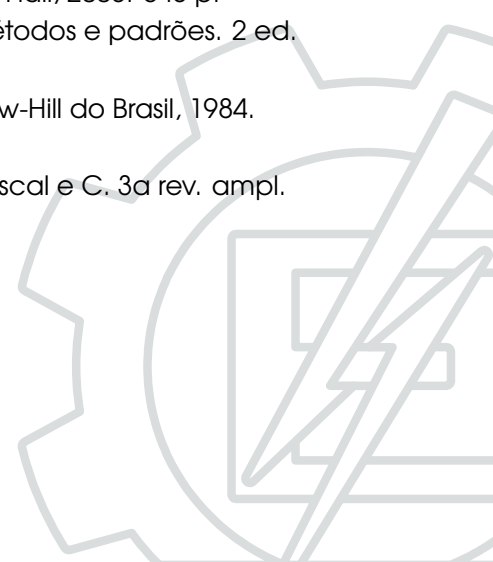 étodos e padrões. 2 ed.
w-Hill do Brasil, 1984.
scal e C. 3a rev. ampl.